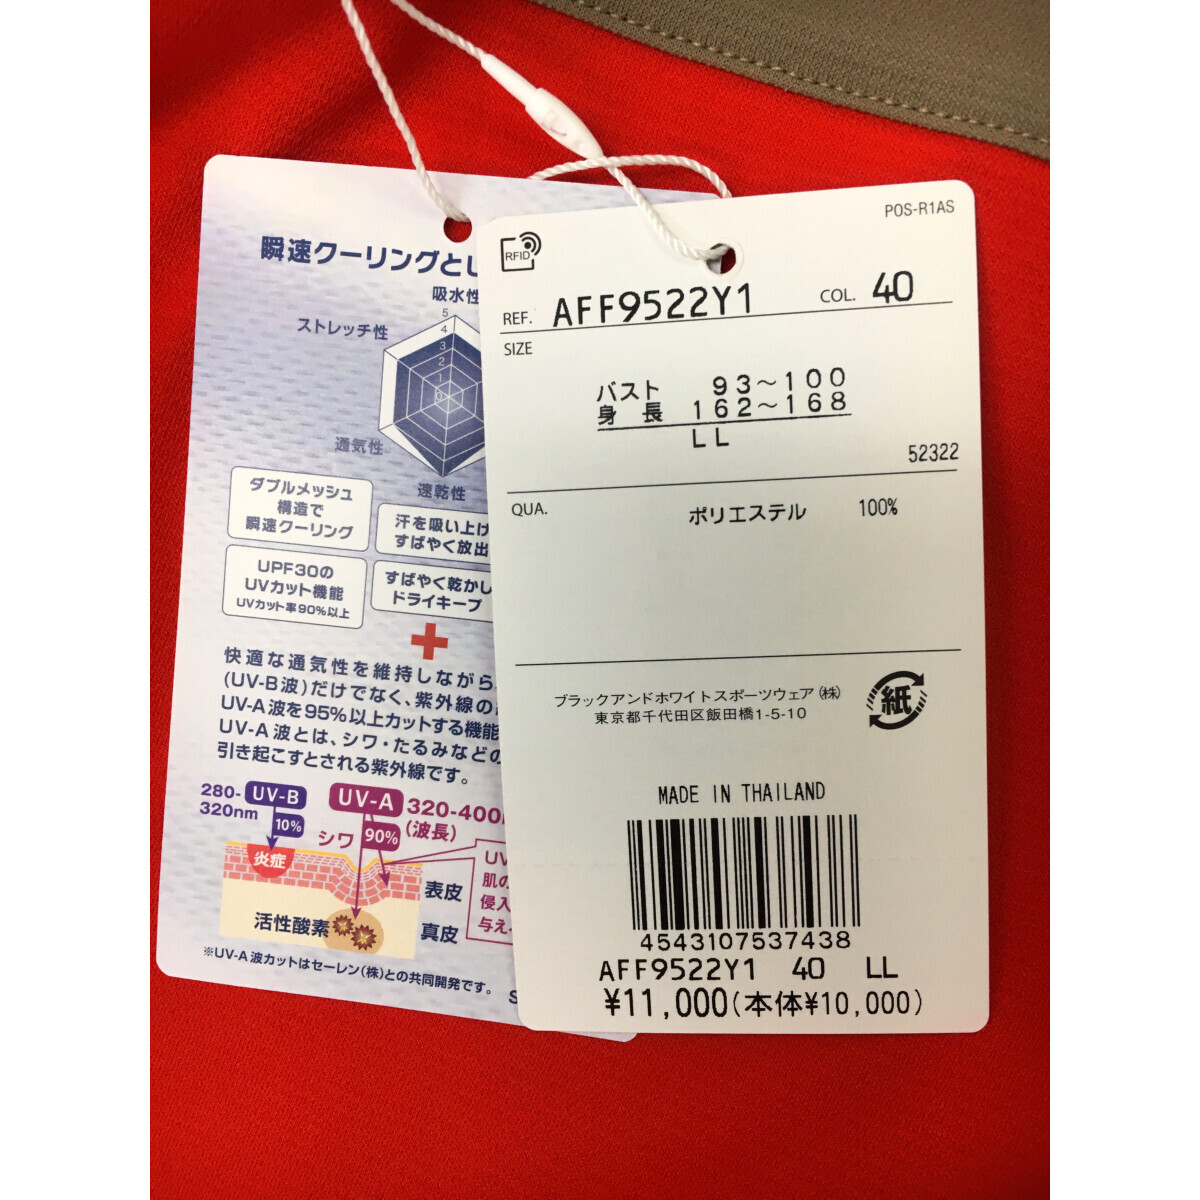 瞬速クーリングとし
吸水性
ストレッチ性
5
4
3
2
1
0
通気性
速乾性
ダブルメッシュ
構造で
瞬速クーリング
汗を吸い上げ
すばやく放出
UPF30の
UVカット機能
UVカット率90%以上
すばやく乾かし
ドライキープ
快適な通気性を維持しながら
(UV-B波)だけでなく、紫外線の
UV-A波を95%以上カットする機能
UV-A波とは、シワ・たるみなどの
引き起こすとされる紫外線です。
280-
320nm
UV-B
10%
UV-A
320-400
(波長)
シワ
90%
炎症
UV
肌の
侵入
与え
表皮
活性酸素
真皮
※UV-A波カットはセーレン(株)との共同開発です。
S
POS-R1AS
RFID
REF. AFF9522Y1 COL. 40
SIZE
バスト 93～100
身長 162～168
LL
52322
QUA. ポリエステル 100%
ブラックアンドホワイトスポーツウェア(株)
東京都千代田区飯田橋1-5-10
紙
MADE IN THAILAND
4543107537438
AFF9522Y1 40 LL
¥11,000(本体¥10,000)